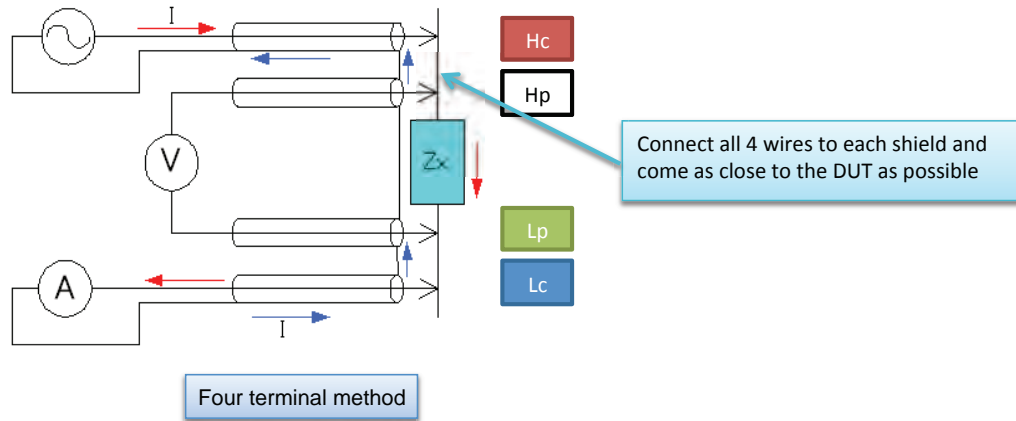 I
Hc
Hp
V
Connect all 4 wires to each shield and
come as close to the DUT as possible
Zx
Lp
A
Lc
I
Four terminal method